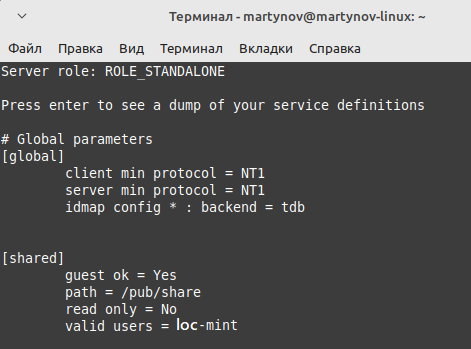 Терминал - martynov@martynov-linux: ~
Файл Правка Вид Терминал Вкладки Справка
Server role: ROLE_STANDALONE
Press enter to see a dump of your service definitions
# Global parameters
[global]
client min protocol = NT1
server min protocol = NT1
idmap config * : backend = tdb
[shared]
guest ok = Yes
path = /pub/share
read only = No
valid users = loc-mint